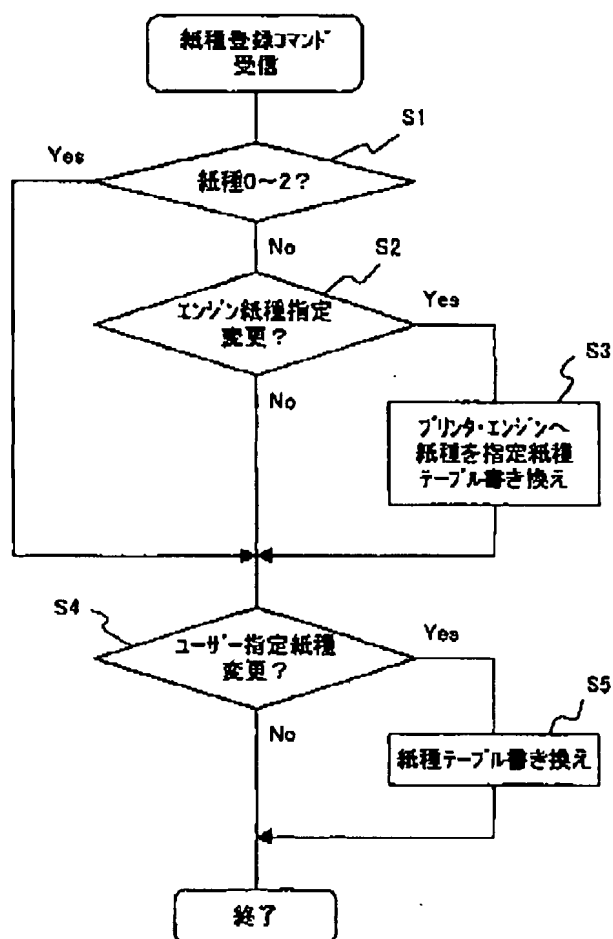 紙種登録コマンド
受信
S1
Yes
紙種0～2?
No
S2
エンジン紙種指定
変更?
Yes
No
S3
プリンタ・エンジンへ
紙種を指定紙種
テーブル書き換え
S4
ユーザー指定紙種
変更?
Yes
No
S5
紙種テーブル書き換え
終了